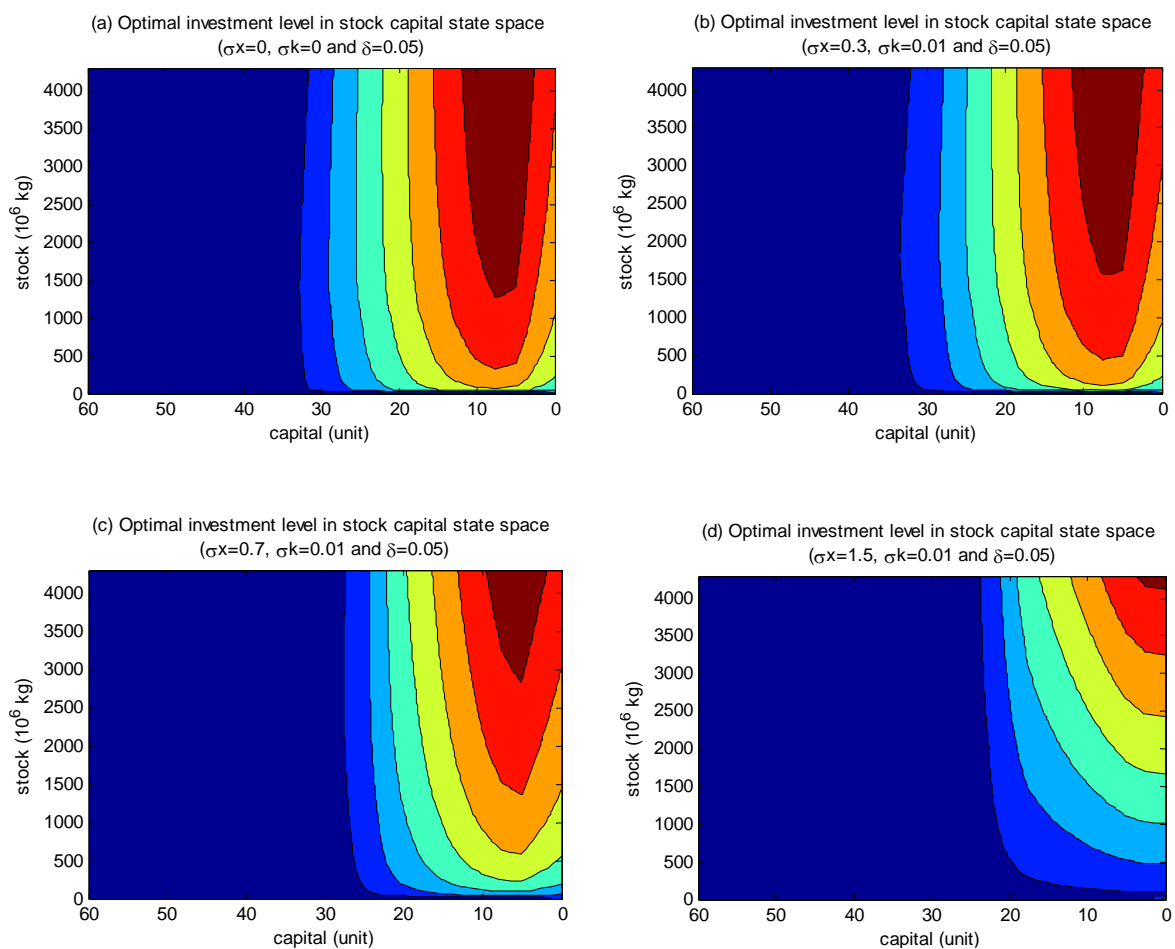 (a) Optimal investment level in stock capital state space
(σx=0, σk=0 and δ=0.05)
4000
3500
3000
2500
2000
1500
1000
500
0
stock (10⁶ kg)
60 50 40 30 20 10 0
capital (unit)
(b) Optimal investment level in stock capital state space
(σx=0.3, σk=0.01 and δ=0.05)
4000
3500
3000
2500
2000
1500
1000
500
0
stock (10⁶ kg)
60 50 40 30 20 10 0
capital (unit)
(c) Optimal investment level in stock capital state space
(σx=0.7, σk=0.01 and δ=0.05)
4000
3500
3000
2500
2000
1500
1000
500
0
stock (10⁶ kg)
60 50 40 30 20 10 0
capital (unit)
(d) Optimal investment level in stock capital state space
(σx=1.5, σk=0.01 and δ=0.05)
4000
3500
3000
2500
2000
1500
1000
500
0
stock (10⁶ kg)
60 50 40 30 20 10 0
capital (unit)